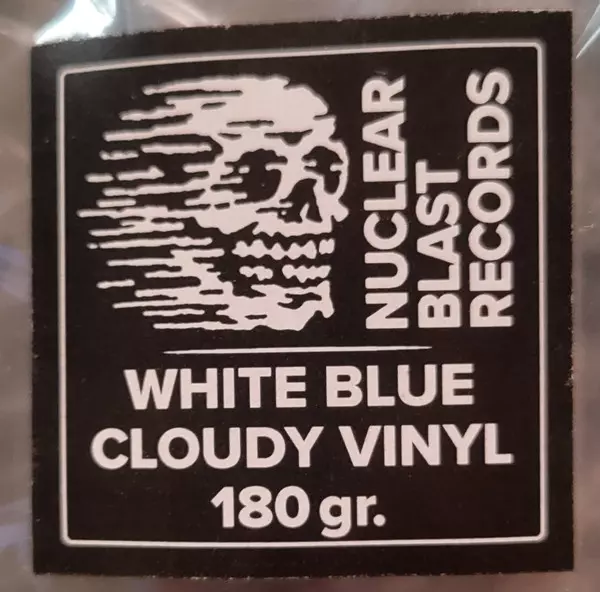 NUCLEAR
BLAST
RECORDS
WHITE BLUE
CLOUDY VINYL
180 gr.